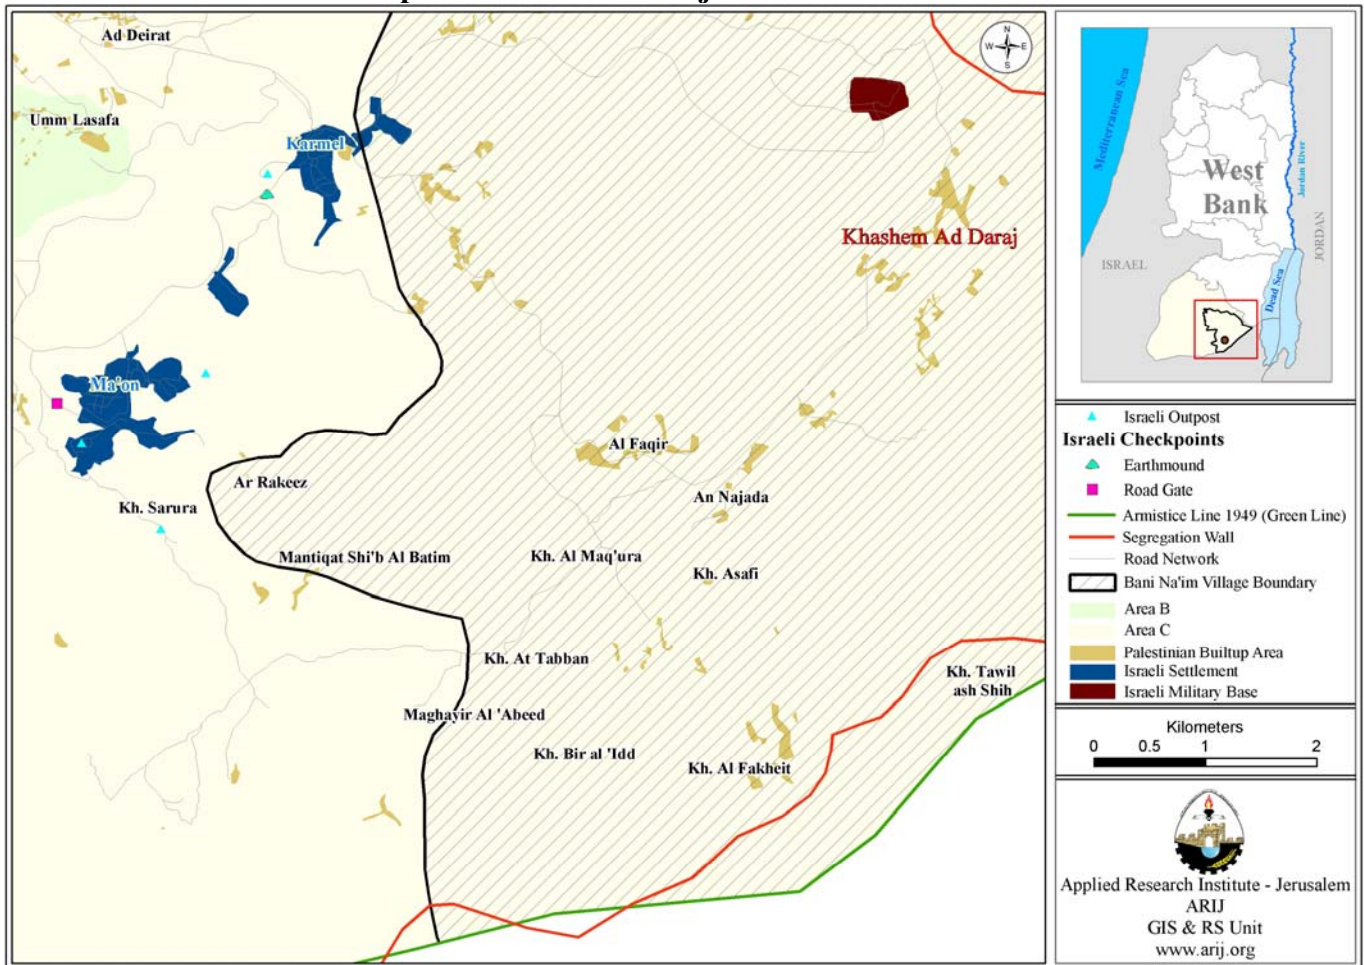 Ad Deirat
Umm Lasafa
Karmel
Khashem Ad Daraj
Ma'on
Al Faqir
Ar Rakeez
An Najada
Kh. Sarura
Mantiqat Shi'b Al Batim
Kh. Al Maq'ura
Kh. Asafi
Kh. At Tabban
Kh. Tawil
ash Shih
Maghayir Al 'Abeed
Kh. Bir al 'Idd
Kh. Al Fakheit
N
W
E
S
Mediterranean Sea
West
Bank
Jordan River
JORDAN
ISRAEL
Dead Sea
Israeli Outpost
Israeli Checkpoints
Earthmound
Road Gate
Armistice Line 1949 (Green Line)
Segregation Wall
Road Network
Bani Na'im Village Boundary
Area B
Area C
Palestinian Builtup Area
Israeli Settlement
Israeli Military Base
Kilometers
0 0.5 1 2
Applied Research Institute - Jerusalem
ARIJ
GIS & RS Unit
www.arij.org